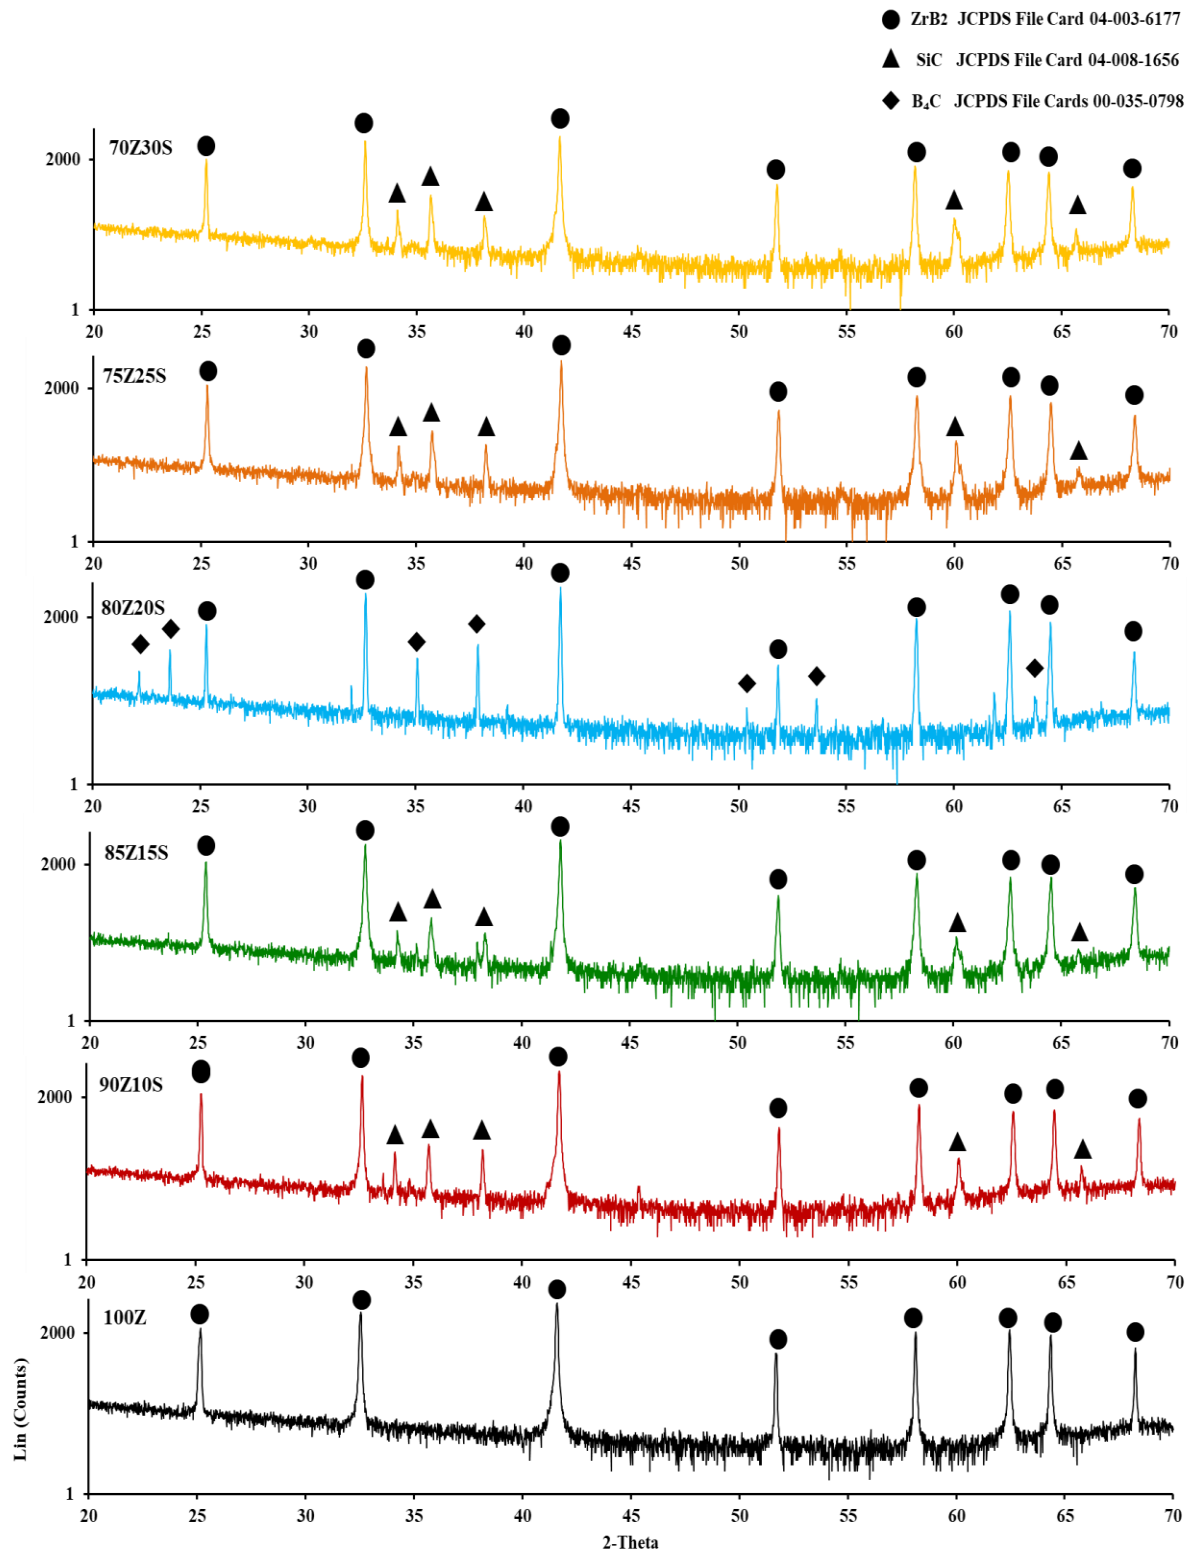 ZrB2 JCPDS File Card 04-003-6177
SiC JCPDS File Card 04-008-1656
B₄C JCPDS File Cards 00-035-0798
70Z30S
2000
1
20 25 30 35 40 45 50 55 60 65 70
75Z25S
2000
1
20 25 30 35 40 45 50 55 60 65 70
80Z20S
2000
1
20 25 30 35 40 45 50 55 60 65 70
85Z15S
2000
1
20 25 30 35 40 45 50 55 60 65 70
90Z10S
2000
1
20 25 30 35 40 45 50 55 60 65 70
100Z
2000
1
20 25 30 35 40 45 50 55 60 65 70
Lin (Counts)
2-Theta